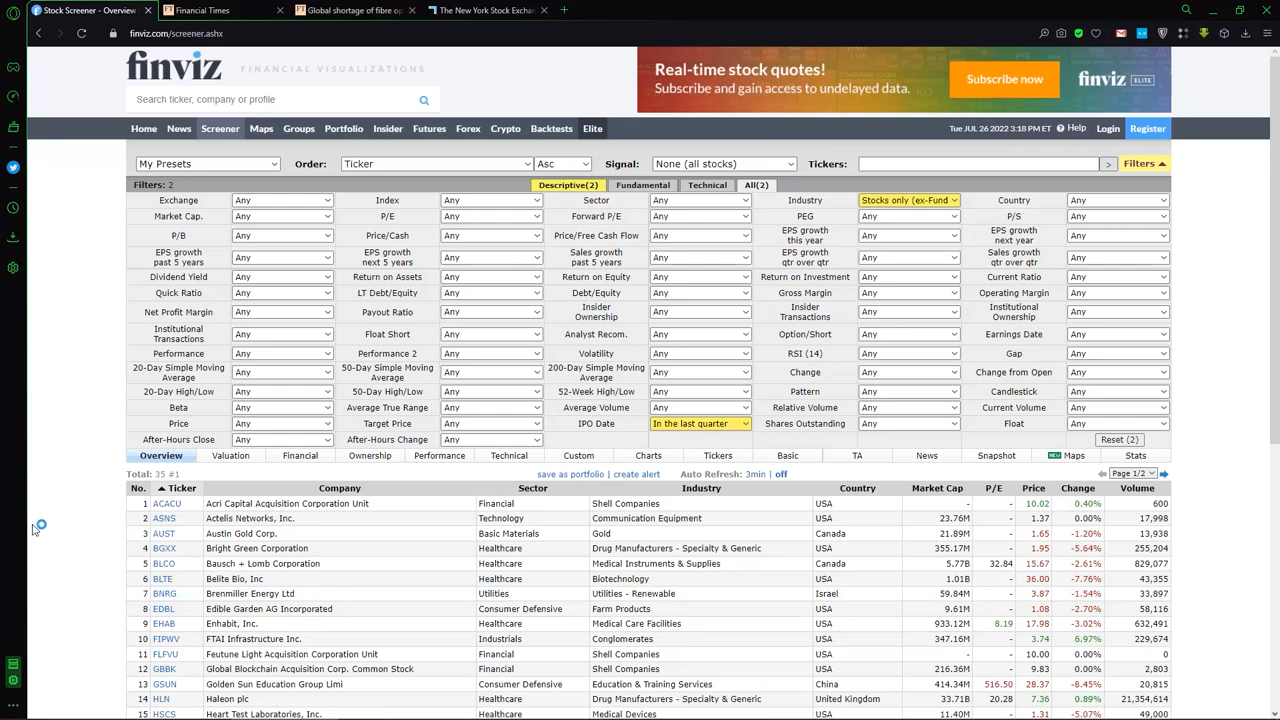 Stock Screener - Overview
Financial Times
Global shortage of fibre op
The New York Stock Exchan
finviz.com/screener.ashx
finviz FINANCIAL VISUALIZATIONS
Real-time stock quotes!
Subscribe and gain access to undelayed data.
Subscribe now
finviz ELITE
Search ticker, company or profile
Home News Screener Maps Groups Portfolio Insider Futures Forex Crypto Backtests Elite Tue JUL 26 2022 3:18 PM ET Help Login Register
My Presets Order: Ticker Asc Signal: None (all stocks) Tickers: > Filters
Filters: 2 Descriptive(2) Fundamental Technical All(2)
Exchange Any Index Any Sector Any Industry Stocks only (ex-Fund Country Any
Market Cap. Any P/E Any Forward P/E Any PEG Any P/S Any
P/B Any Price/Cash Any Price/Free Cash Flow Any EPS growth this year Any EPS growth next year Any
EPS growth past 5 years Any EPS growth next 5 years Any Sales growth past 5 years Any EPS growth qtr over qtr Any Sales growth qtr over qtr Any
Dividend Yield Any Return on Assets Any Return on Equity Any Return on Investment Any Current Ratio Any
Quick Ratio Any LT Debt/Equity Any Debt/Equity Any Gross Margin Any Operating Margin Any
Net Profit Margin Any Payout Ratio Any Insider Ownership Any Insider Transactions Any Institutional Ownership Any
Institutional Transactions Any Float Short Any Analyst Recom. Any Option/Short Any Earnings Date Any
Performance Any Performance 2 Any Volatility Any RSI (14) Any Gap Any
20-Day Simple Moving Average Any 50-Day Simple Moving Average Any 200-Day Simple Moving Average Any Change Any Change from Open Any
20-Day High/Low Any 50-Day High/Low Any 52-Week High/Low Any Pattern Any Candlestick Any
Beta Any Average True Range Any Average Volume Any Relative Volume Any Current Volume Any
Price Any Target Price Any IPO Date In the last quarter Shares Outstanding Any Float Any
After-Hours Close Any After-Hours Change Any Reset (2)
Overview Valuation Financial Ownership Performance Technical Custom Charts Tickers Basic TA News Snapshot NEW Maps Stats
Total: 35 #1 save as portfolio | create alert Auto Refresh: 3min | off Page 1/2
No. Ticker Company Sector Industry Country Market Cap P/E Price Change Volume
1 ACACU Acri Capital Acquisition Corporation Unit Financial Shell Companies USA - - 10.02 0.40% 600
2 ASNS Actelis Networks, Inc. Technology Communication Equipment USA 23.76M - 1.37 0.00% 17,998
3 AUST Austin Gold Corp. Basic Materials Gold Canada 21.89M - 1.65 -1.20% 13,938
4 BGXX Bright Green Corporation Healthcare Drug Manufacturers - Specialty & Generic USA 355.17M - 1.95 -5.64% 255,204
5 BLCO Bausch + Lomb Corporation Healthcare Medical Instruments & Supplies Canada 5.77B 32.84 15.67 -2.61% 829,077
6 BLTE Belite Bio, Inc Healthcare Biotechnology USA 1.01B - 36.00 -7.76% 43,355
7 BNRG Brenmiller Energy Ltd Utilities Utilities - Renewable Israel 59.84M - 3.87 -1.54% 33,897
8 EDBL Edible Garden AG Incorporated Consumer Defensive Farm Products USA 9.61M - 1.08 -2.70% 58,116
9 EHAB Enhabit, Inc. Healthcare Medical Care Facilities USA 933.12M 8.19 17.98 -3.02% 632,491
10 FIPWV FTAI Infrastructure Inc. Industrials Conglomerates USA 347.16M - 3.74 6.97% 229,674
11 FLFVU Feutune Light Acquisition Corporation Unit Financial Shell Companies USA - - 10.00 0.00% 0
12 GBBK Global Blockchain Acquisition Corp. Common Stock Financial Shell Companies USA 216.36M - 9.83 0.00% 2,803
13 GSUN Golden Sun Education Group Limi Consumer Defensive Education & Training Services China 414.34M 516.50 28.37 -8.45% 20,815
14 HLN Haleon plc Healthcare Drug Manufacturers - Specialty & Generic United Kingdom 33.71B 20.28 7.36 0.89% 21,354,614
15 HSCS Heart Test Laboratories, Inc. Healthcare Medical Devices USA 11.40M - 1.31 -5.07% 49,000